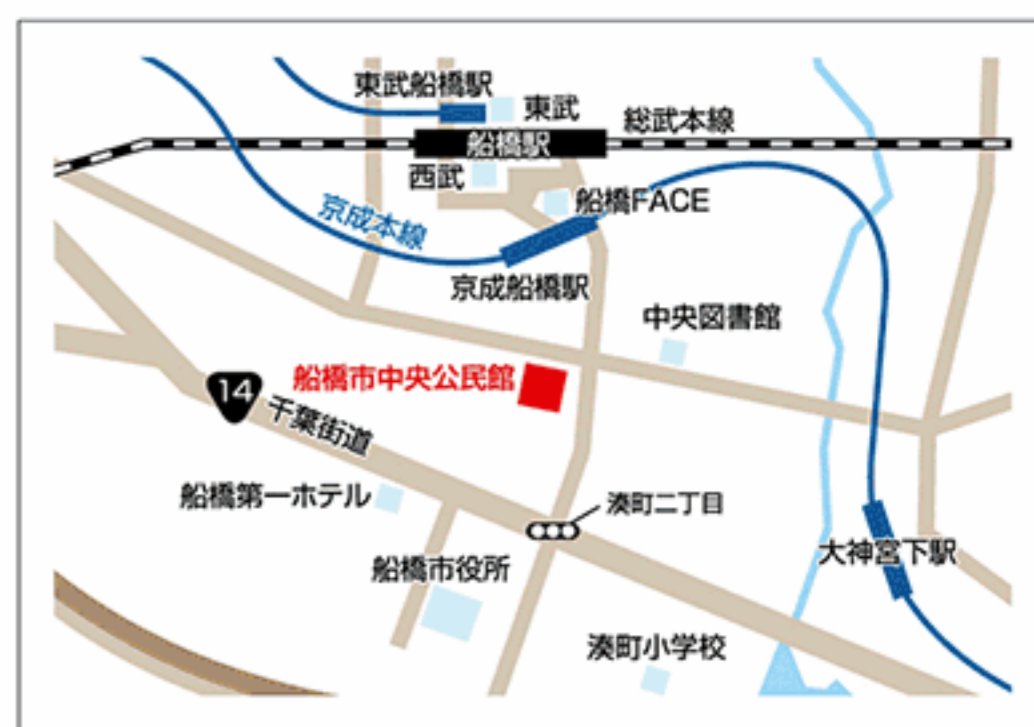 東武船橋駅
東武
総武本線
船橋駅
西武
船橋FACE
京成本線
京成船橋駅
中央図書館
船橋市中央公民館
14
千葉街道
船橋第一ホテル
湊町二丁目
船橋市役所
大神宮下駅
湊町小学校